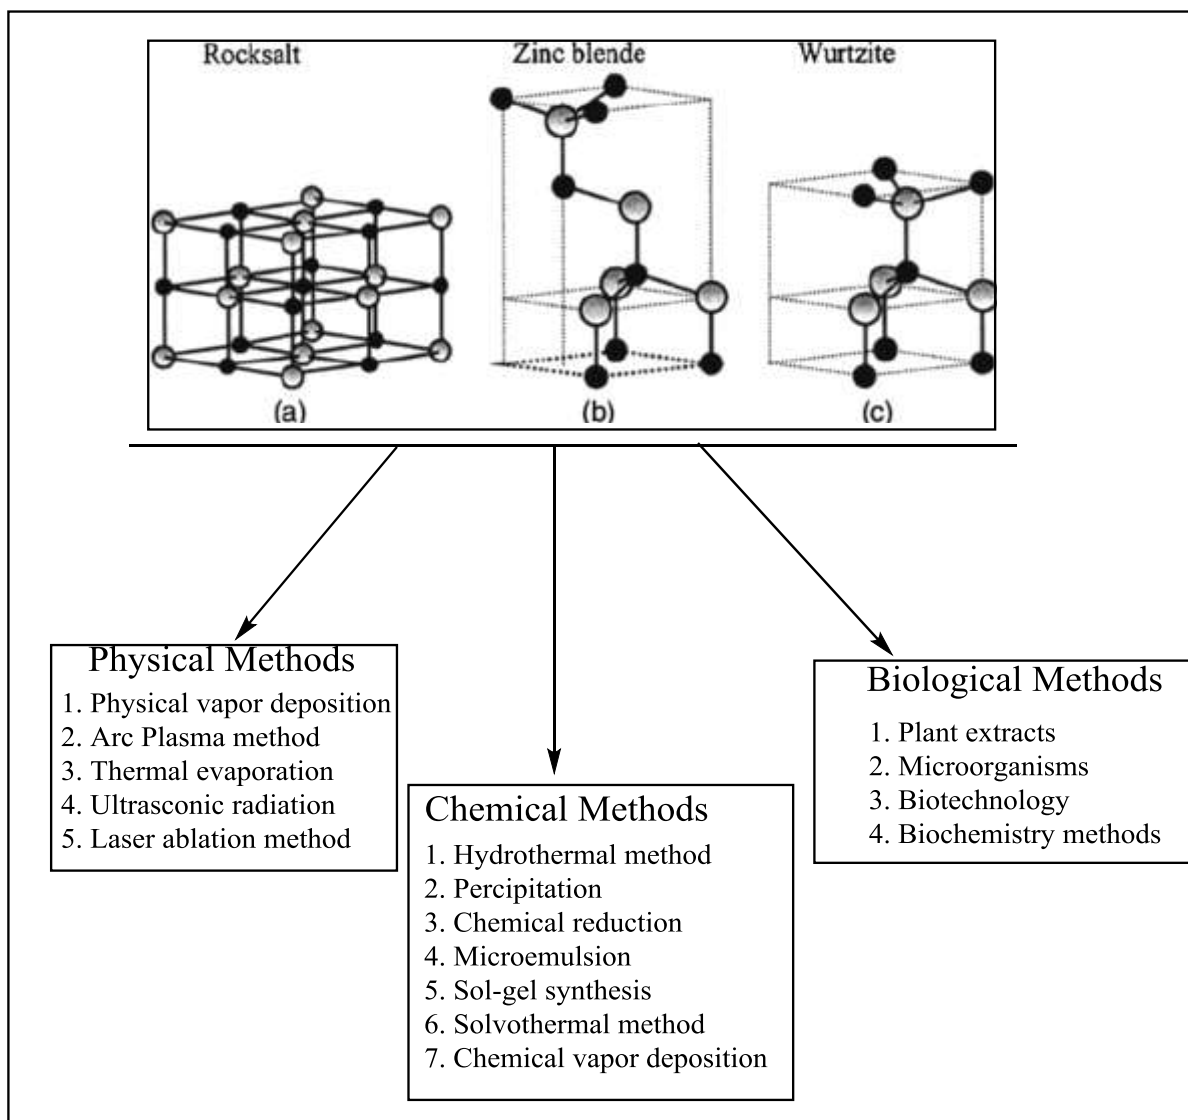 Rocksalt
Zinc blende
Wurtzite
(a)
(b)
(c)
Physical Methods
1. Physical vapor deposition
2. Arc Plasma method
3. Thermal evaporation
4. Ultrasconic radiation
5. Laser ablation method
Chemical Methods
1. Hydrothermal method
2. Percipitation
3. Chemical reduction
4. Microemulsion
5. Sol-gel synthesis
6. Solvothermal method
7. Chemical vapor deposition
Biological Methods
1. Plant extracts
2. Microorganisms
3. Biotechnology
4. Biochemistry methods